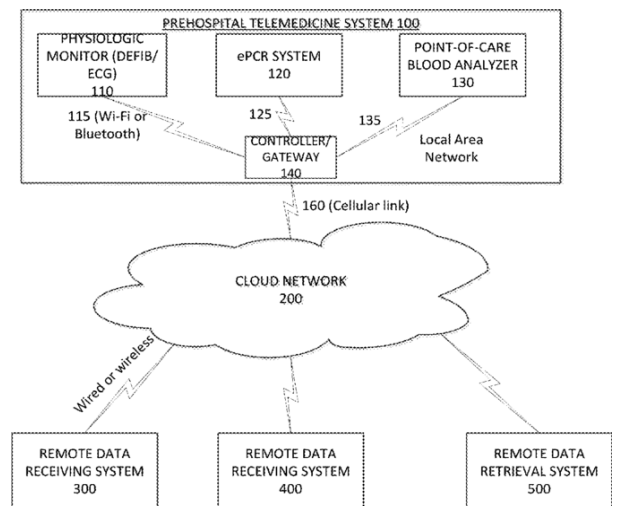 PREHOSPITAL TELEMEDICINE SYSTEM 100
PHYSIOLOGIC
MONITOR (DEFIB/
ECG)
110
ePCR SYSTEM
120
POINT-OF-CARE
BLOOD ANALYZER
130
115 (Wi-Fi or
Bluetooth)
125
135
Local Area
Network
CONTROLLER/
GATEWAY
140
160 (Cellular link)
CLOUD NETWORK
200
Wired or wireless
REMOTE DATA
RECEIVING SYSTEM
300
REMOTE DATA
RECEIVING SYSTEM
400
REMOTE DATA
RETRIEVAL SYSTEM
500